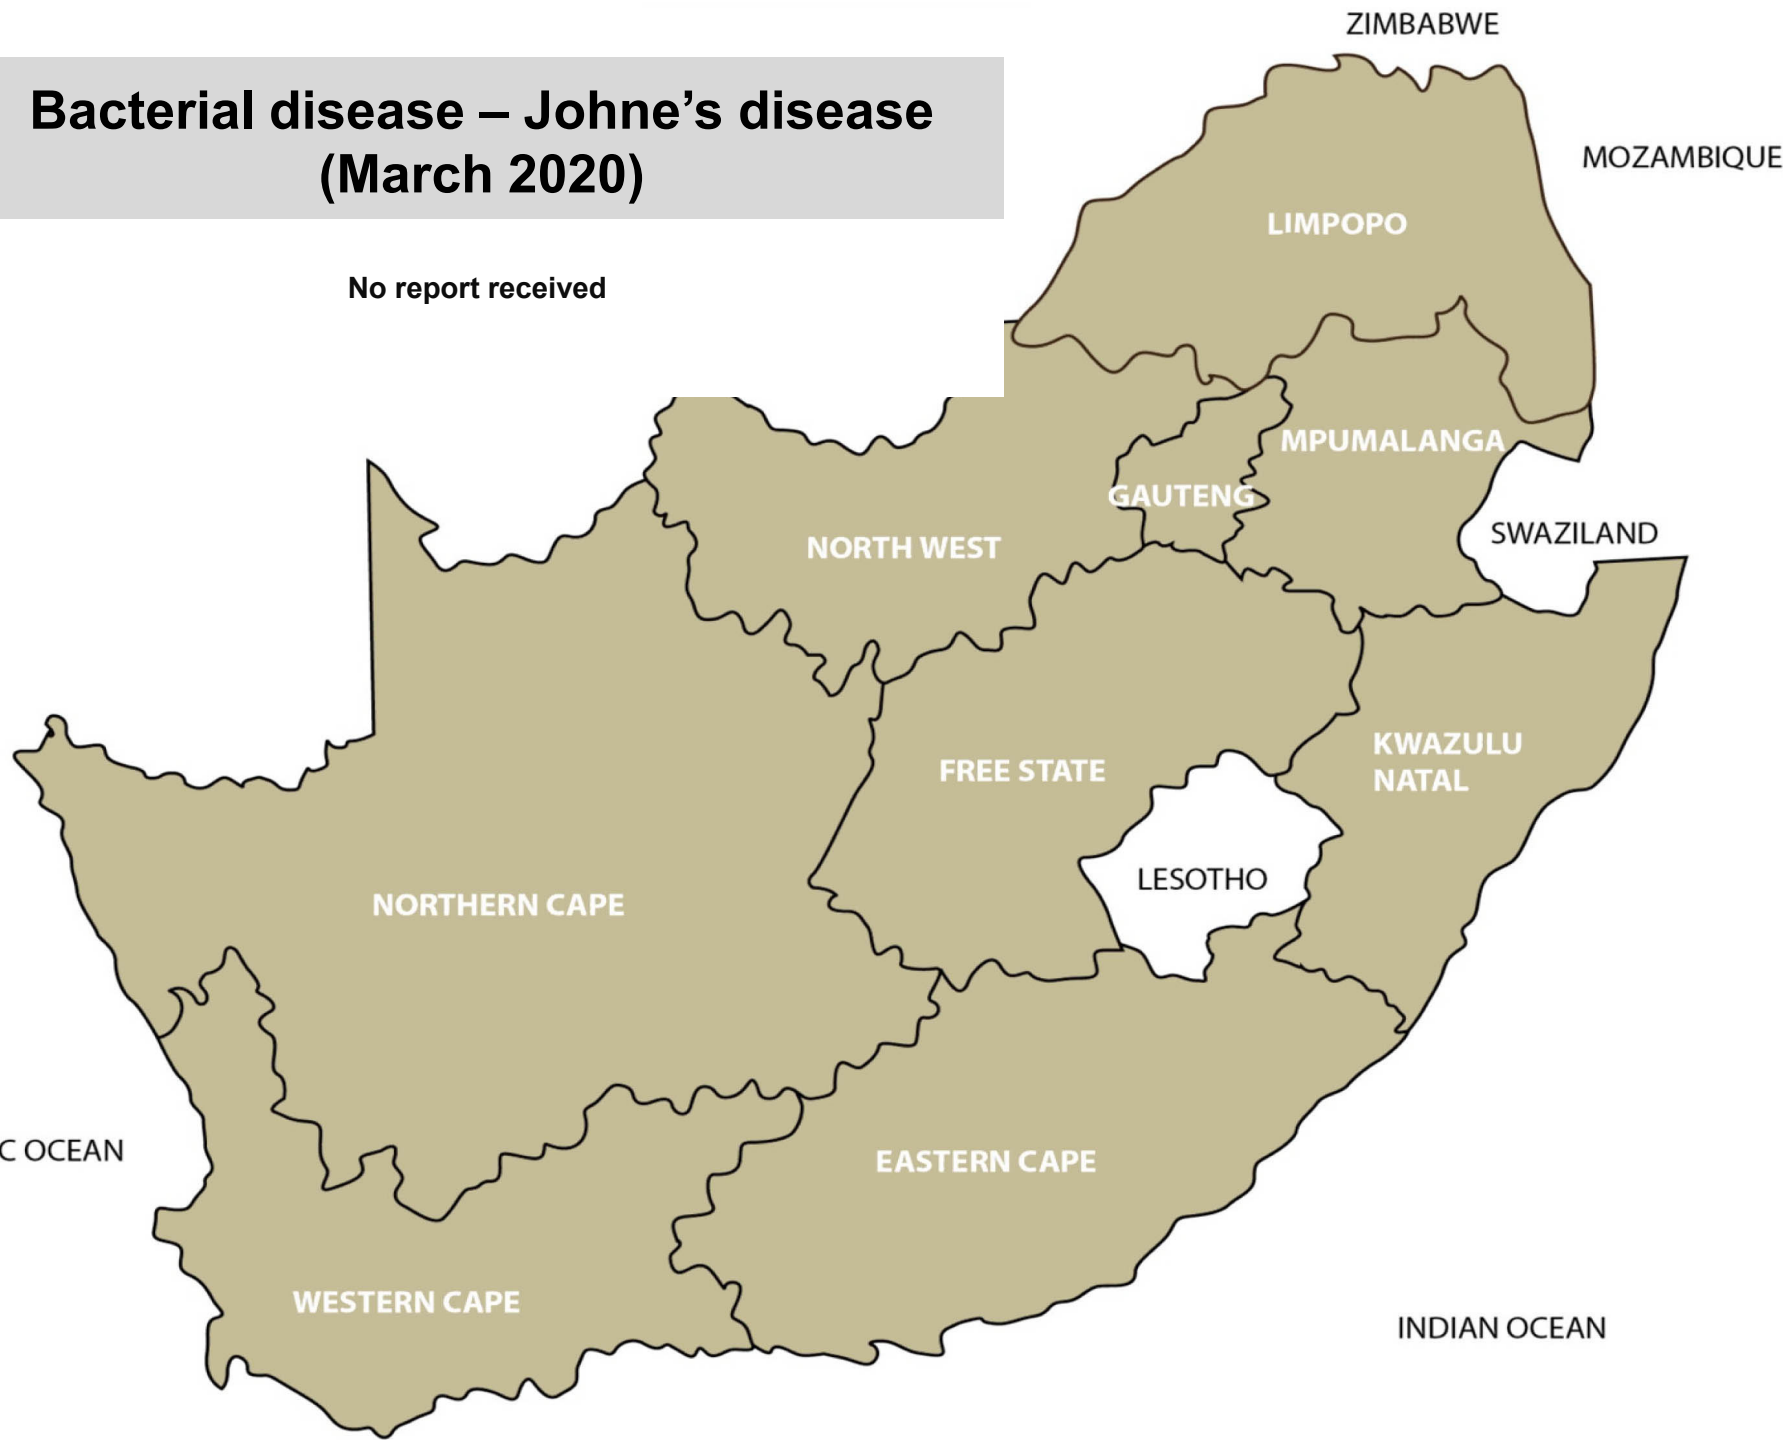 ZIMBABWE
Bacterial disease – Johne’s disease
(March 2020)
MOZAMBIQUE
LIMPOPO
No report received
MPUMALANGA
GAUTENG
SWAZILAND
NORTH WEST
KWAZULU
NATAL
FREE STATE
LESOTHO
NORTHERN CAPE
C OCEAN
EASTERN CAPE
WESTERN CAPE
INDIAN OCEAN